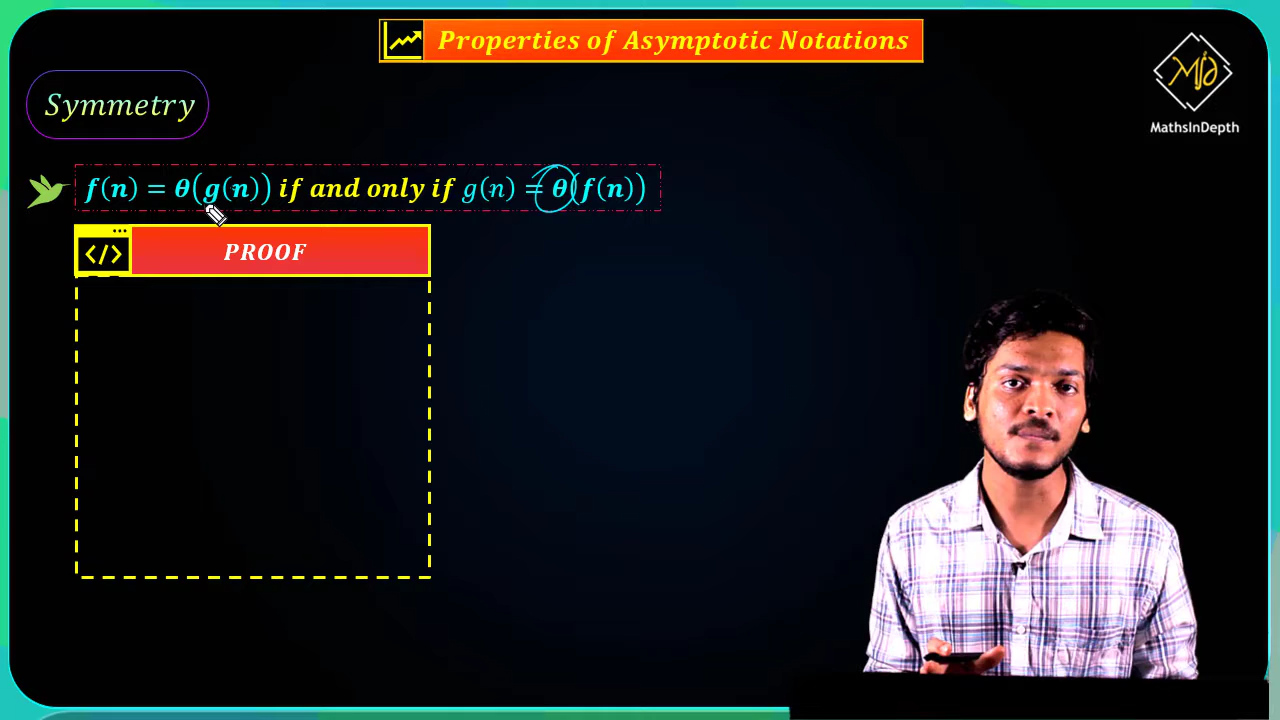 Properties of Asymptotic Notations
MathsInDepth
Symmetry
f(n) = θ(g(n)) if and only if g(n) = θ(f(n))
</> PROOF